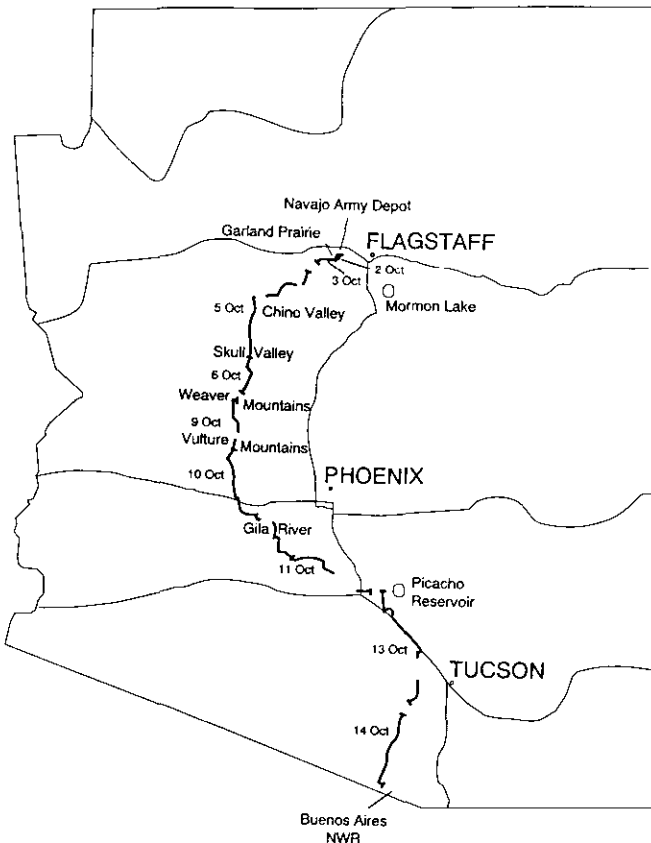 Navajo Army Depot
Garland Prairie
FLAGSTAFF
2 Oct
3 Oct
Mormon Lake
5 Oct
Chino Valley
Skull Valley
6 Oct
Weaver Mountains
9 Oct
Vulture Mountains
10 Oct
PHOENIX
Gila River
11 Oct
Picacho
Reservoir
13 Oct
TUCSON
14 Oct
Buenos Aires
NWR